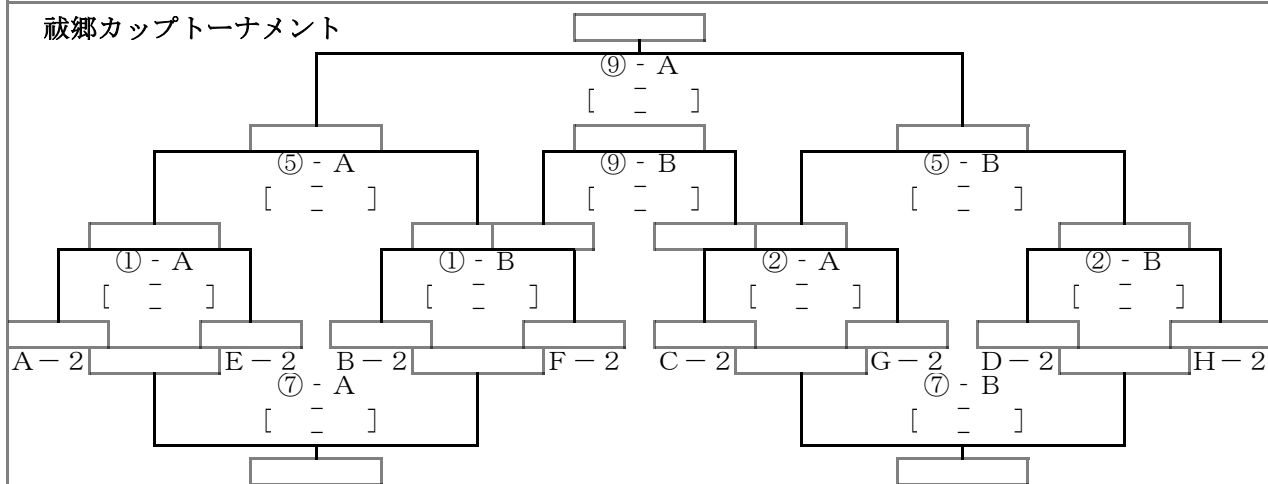 祓郷カップトーナメント
⑨ - A
[ - - ]
⑤ - A
⑨ - B
⑤ - B
[ - - ]
[ - - ]
[ - - ]
① - A
① - B
② - A
② - B
[ - - ]
[ - - ]
[ - - ]
[ - - ]
A－2
E－2
B－2
F－2
C－2
G－2
D－2
H－2
⑦ - A
⑦ - B
[ - - ]
[ - - ]